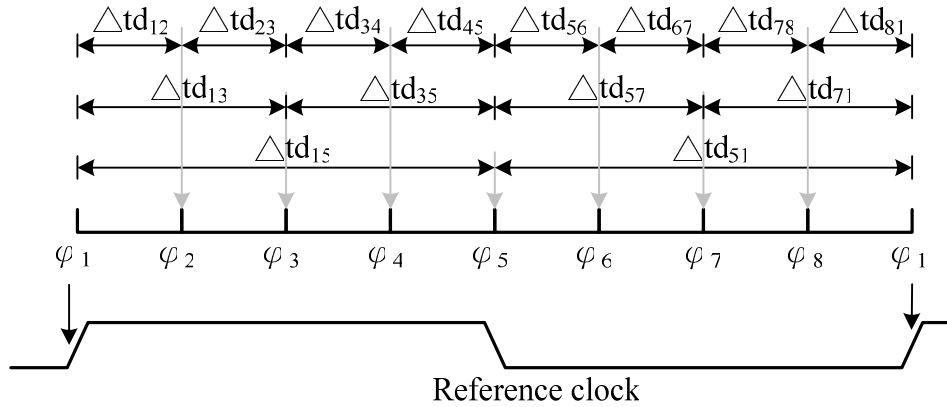 △td₁₂ △td₂₃ △td₃₄ △td₄₅ △td₅₆ △td₆₇ △td₇₈ △td₈₁
△td₁₃ △td₃₅ △td₅₇ △td₇₁
△td₁₅ △td₅₁
φ₁ φ₂ φ₃ φ₄ φ₅ φ₆ φ₇ φ₈ φ₁
Reference clock